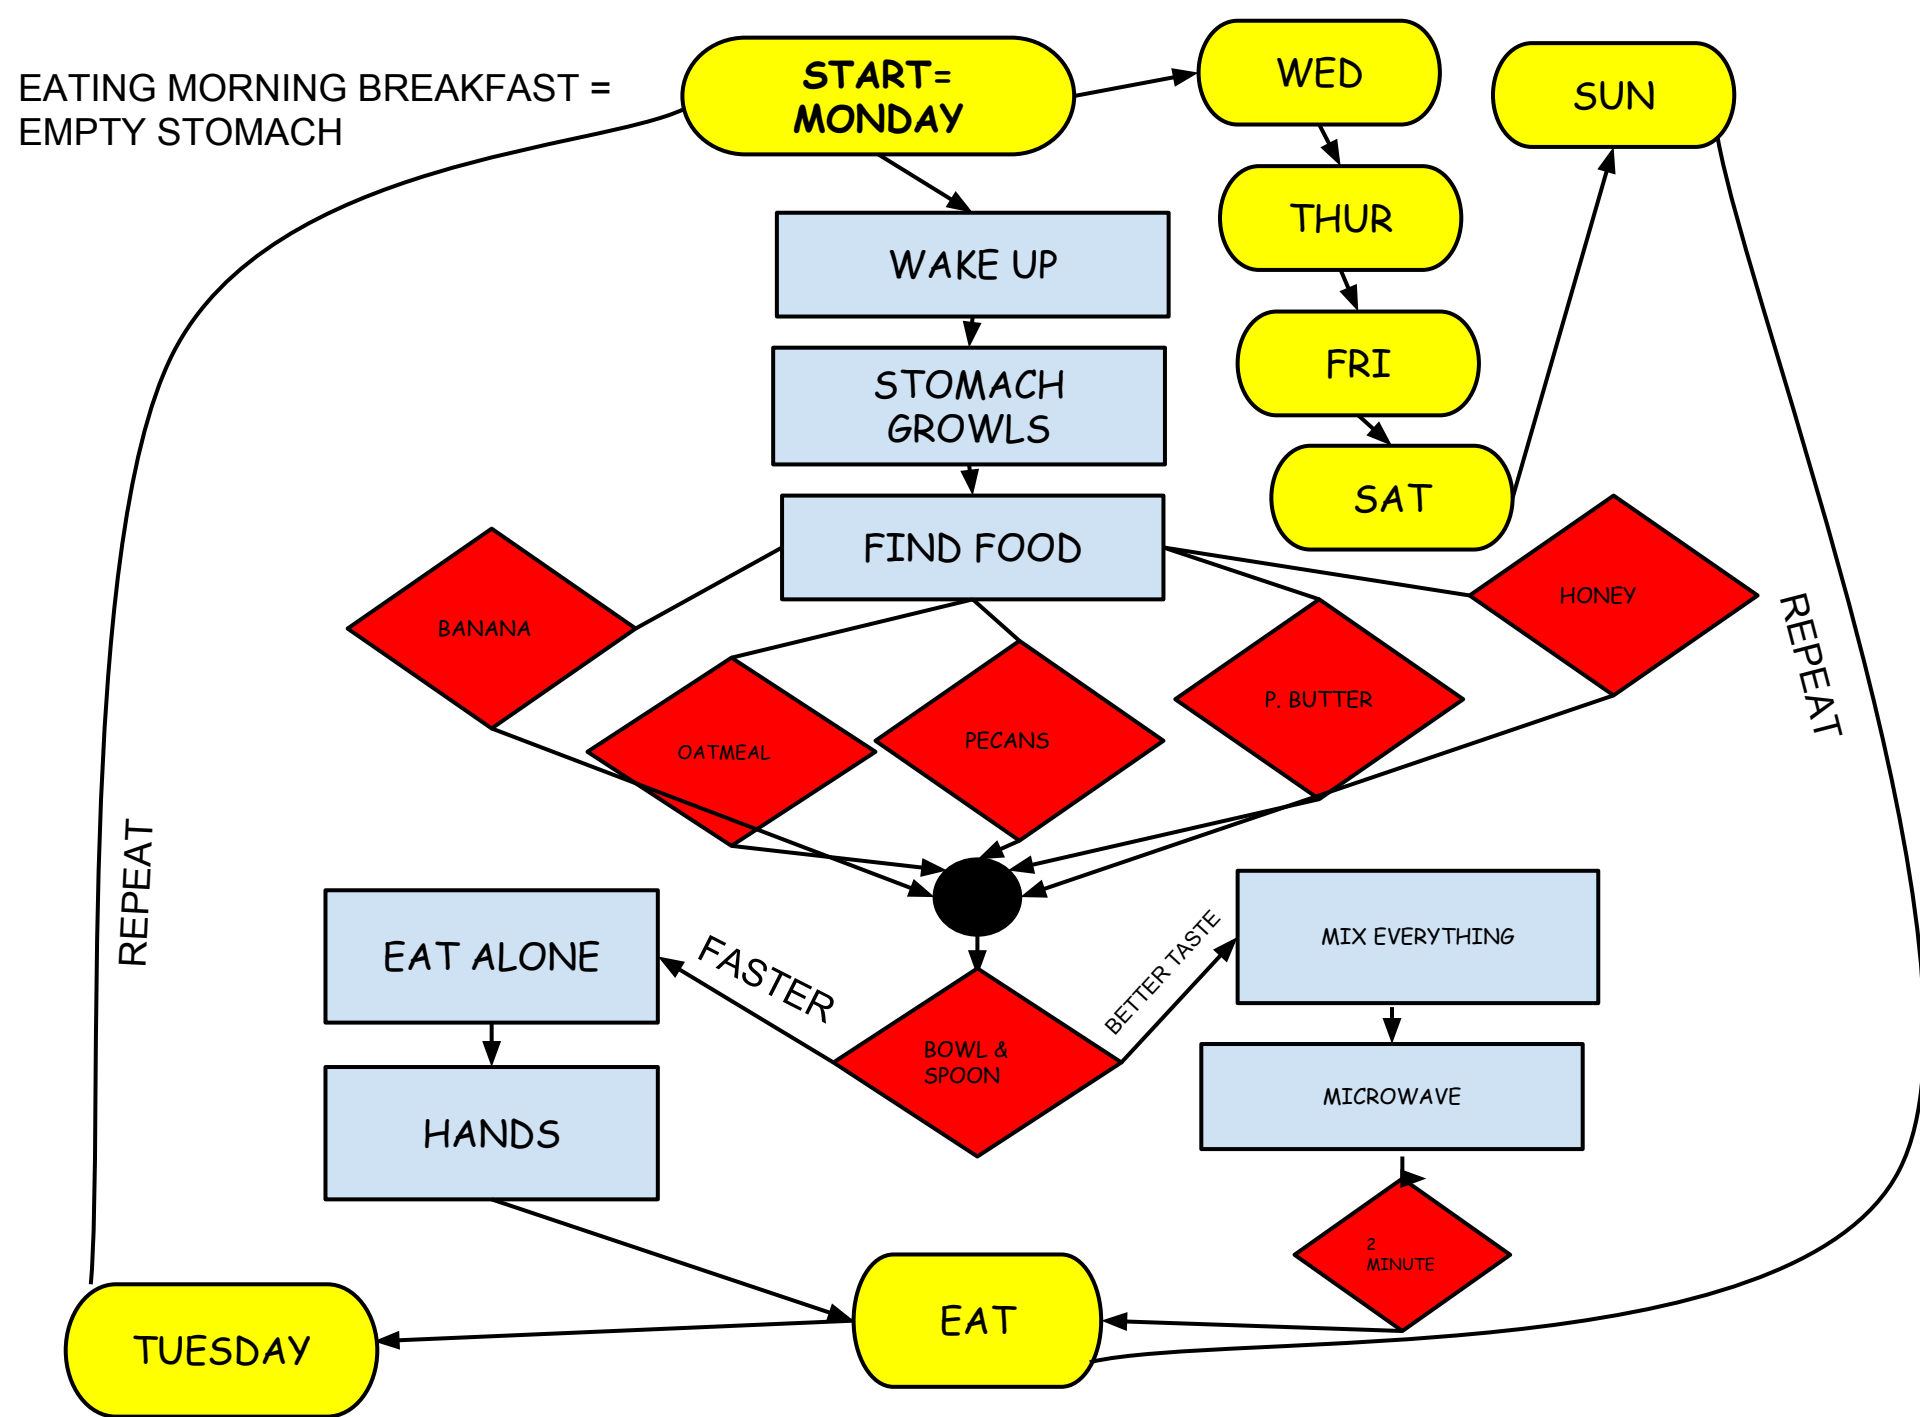 EATING MORNING BREAKFAST =
EMPTY STOMACH
START=
MONDAY
WED
SUN
THUR
WAKE UP
FRI
STOMACH
GROWLS
SAT
FIND FOOD
HONEY
BANANA
P. BUTTER
OATMEAL
PECANS
REPEAT
REPEAT
EAT ALONE
FASTER
BETTER TASTE
MIX EVERYTHING
BOWL &
SPOON
MICROWAVE
HANDS
2
MINUTE
EAT
TUESDAY